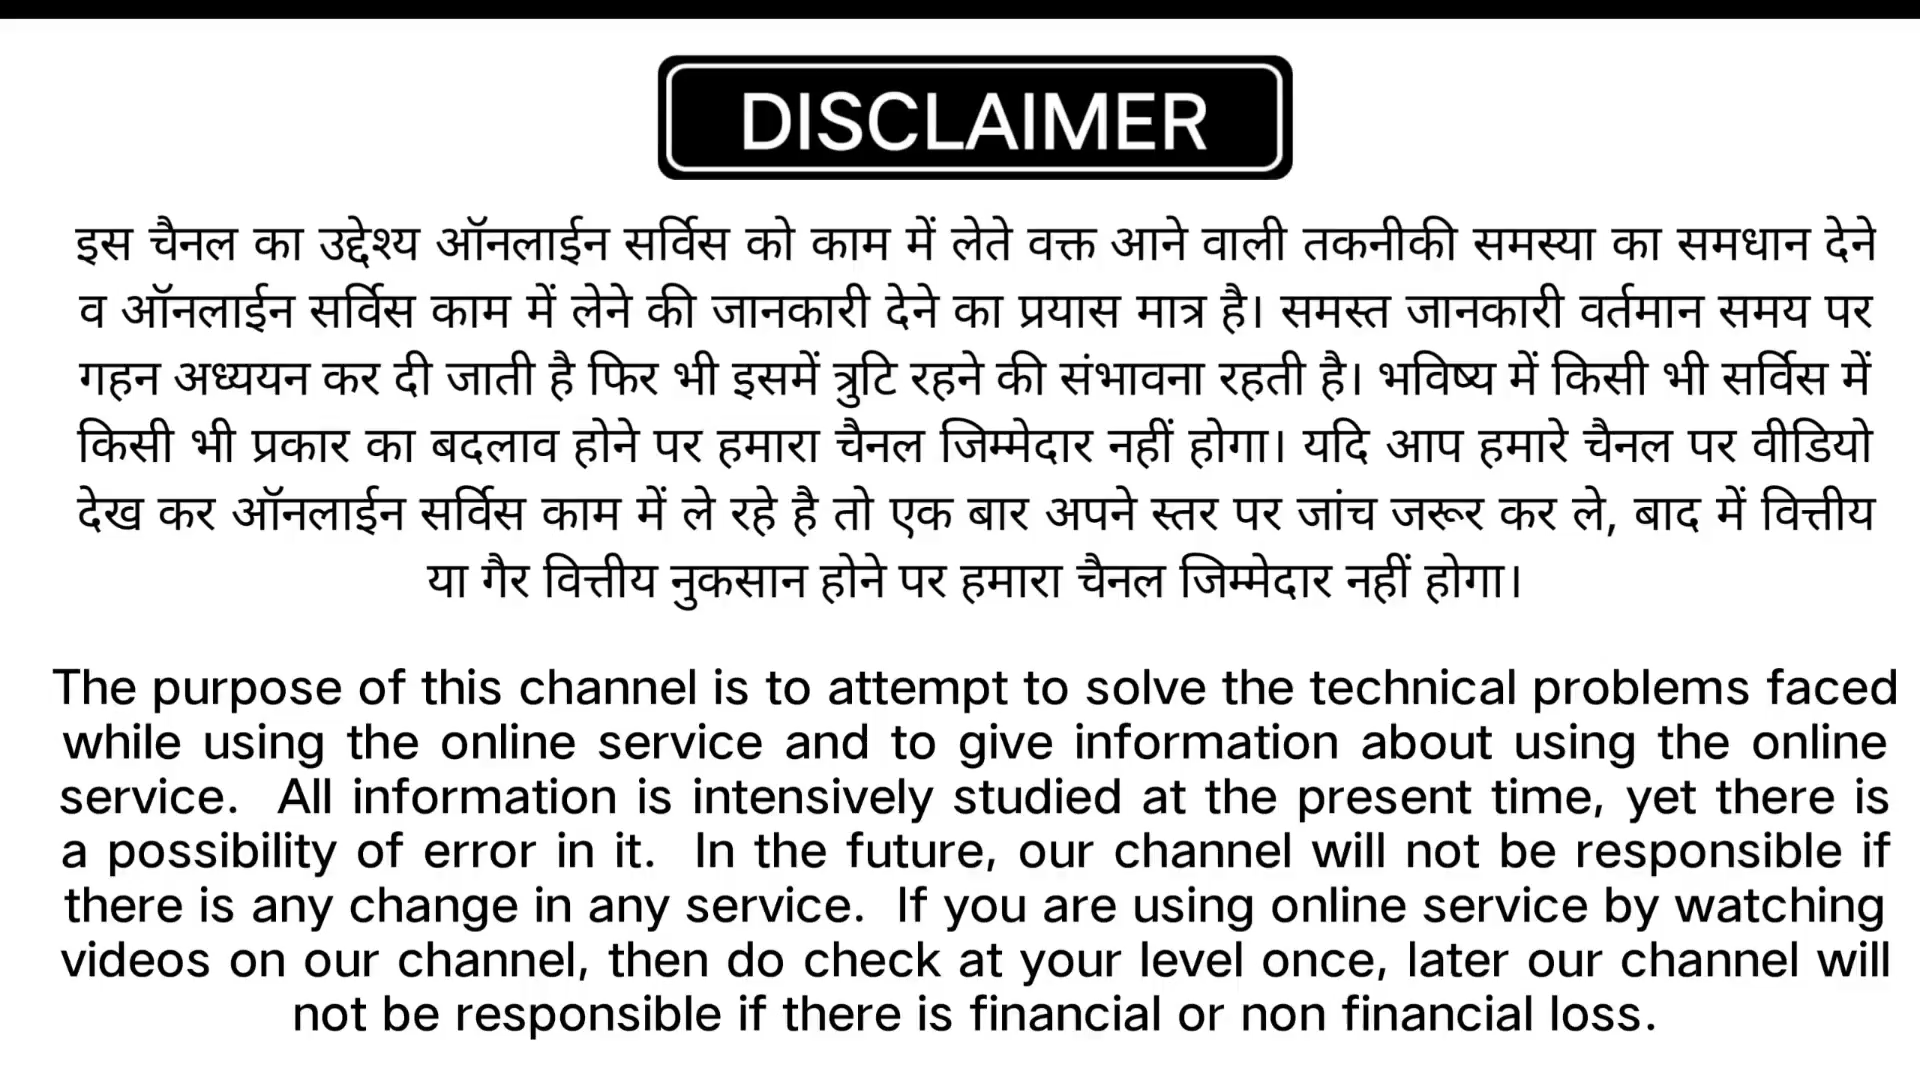 DISCLAIMER
इस चैनल का उद्देश्य ऑनलाईन सर्विस को काम में लेते वक्त आने वाली तकनीकी समस्या का समधान देने
व ऑनलाईन सर्विस काम में लेने की जानकारी देने का प्रयास मात्र है। समस्त जानकारी वर्तमान समय पर
गहन अध्ययन कर दी जाती है फिर भी इसमें त्रुटि रहने की संभावना रहती है। भविष्य में किसी भी सर्विस में
किसी भी प्रकार का बदलाव होने पर हमारा चैनल जिम्मेदार नहीं होगा। यदि आप हमारे चैनल पर वीडियो
देख कर ऑनलाईन सर्विस काम में ले रहे है तो एक बार अपने स्तर पर जांच जरूर कर ले, बाद में वित्तीय
या गैर वित्तीय नुकसान होने पर हमारा चैनल जिम्मेदार नहीं होगा।
The purpose of this channel is to attempt to solve the technical problems faced
while using the online service and to give information about using the online
service.  All information is intensively studied at the present time, yet there is
a possibility of error in it.  In the future, our channel will not be responsible if
there is any change in any service.  If you are using online service by watching
videos on our channel, then do check at your level once, later our channel will
not be responsible if there is financial or non financial loss.